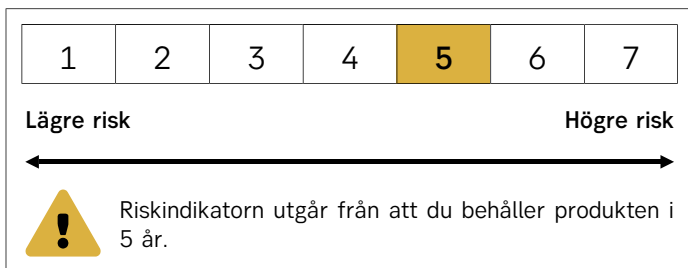 1 2 3 4 5 6 7
Lägre risk Högre risk
Riskindikatorn utgår från att du behåller produkten i
5 år.